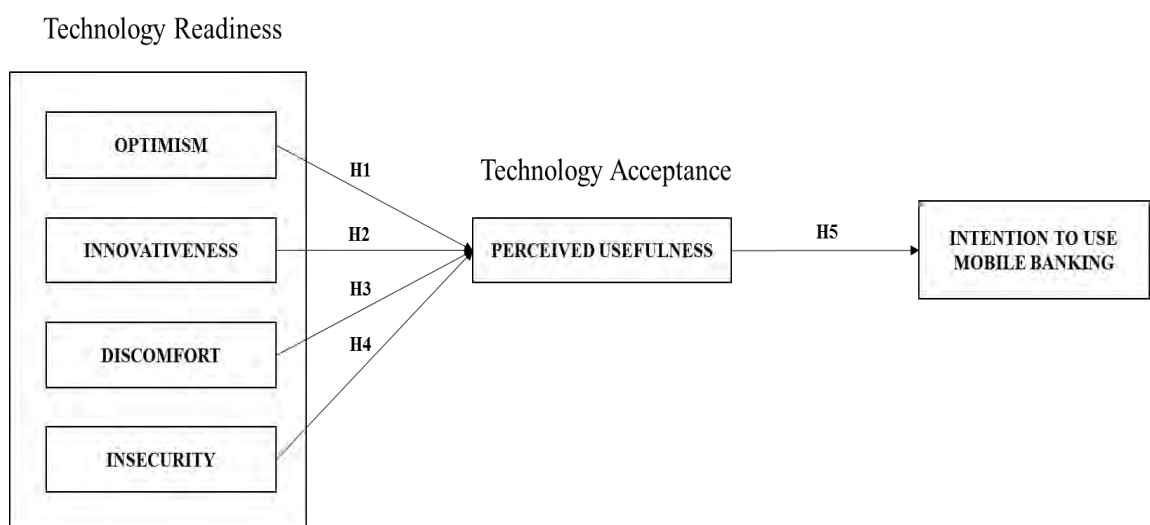 Technology Readiness
OPTIMISM
H1
Technology Acceptance
INNOVATIVENESS
H2
PERCEIVED USEFULNESS
H5
INTENTION TO USE
MOBILE BANKING
H3
DISCOMFORT
H4
INSECURITY